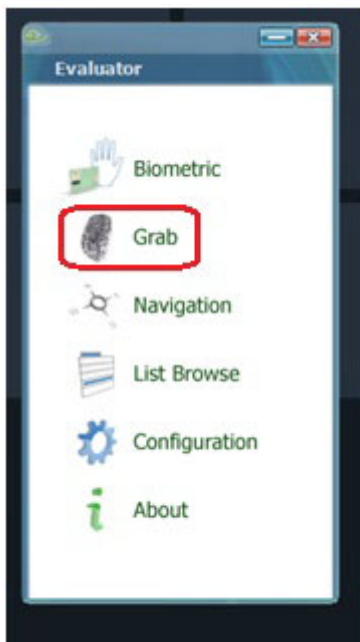 Evaluator
Biometric
Grab
Navigation
List Browse
Configuration
About